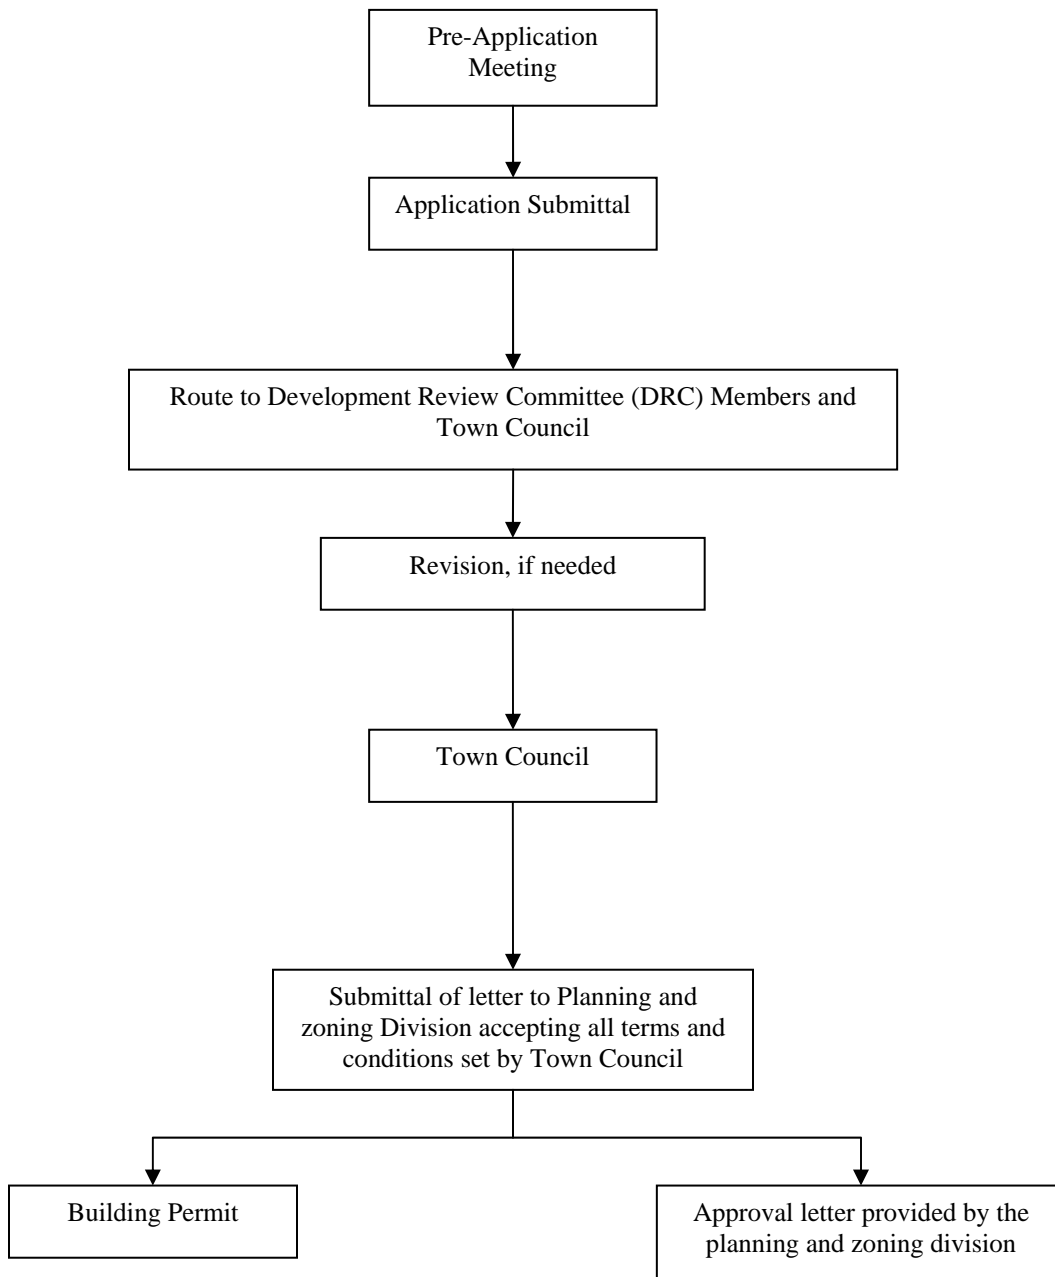 Pre-Application
Meeting
Application Submittal
Route to Development Review Committee (DRC) Members and
Town Council
Revision, if needed
Town Council
Submittal of letter to Planning and
zoning Division accepting all terms and
conditions set by Town Council
Building Permit
Approval letter provided by the
planning and zoning division